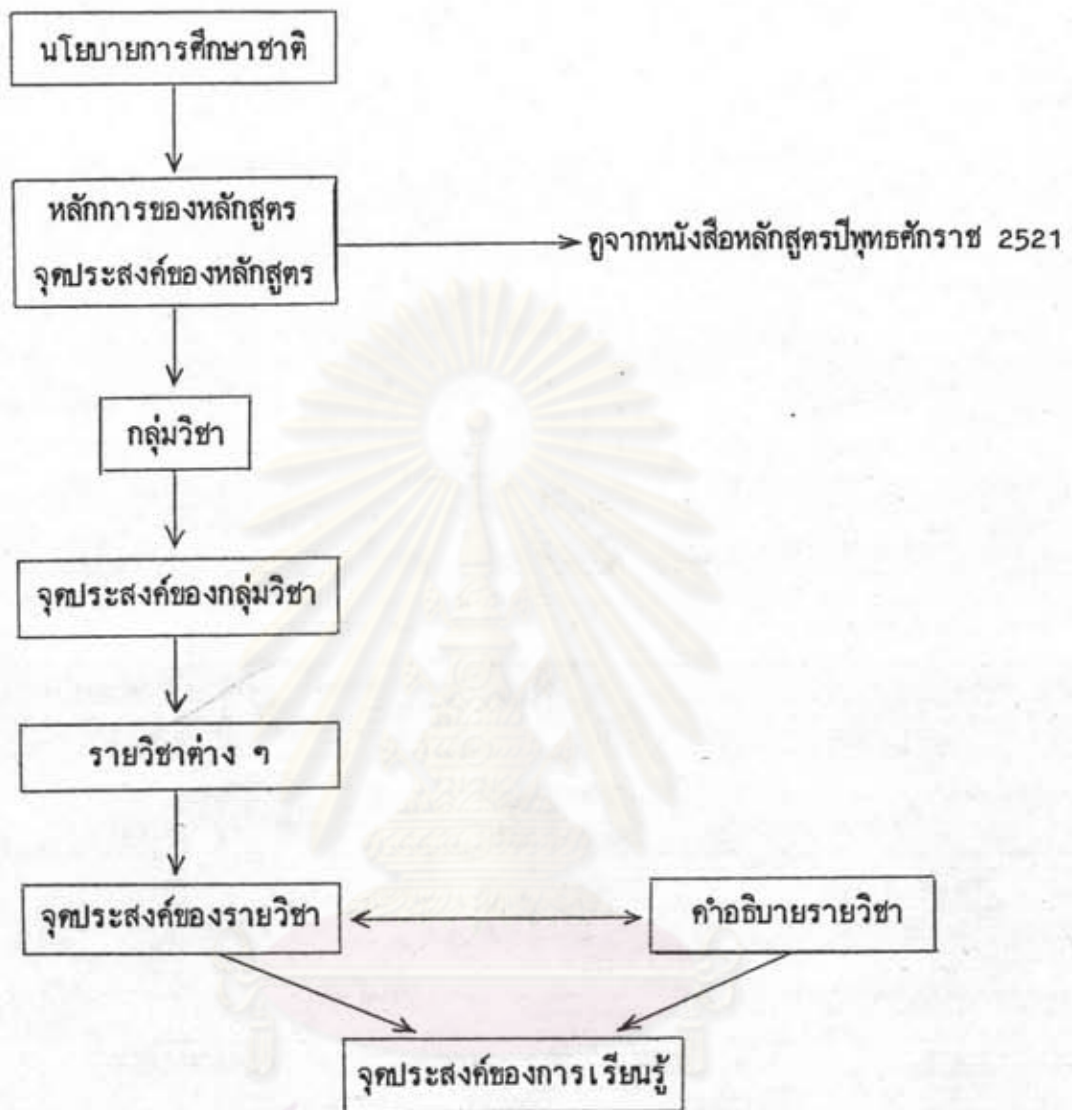 นโยบายการศึกษาชาติ
หลักการของหลักสูตร
จุดประสงค์ของหลักสูตร
ดูจากหนังสือหลักสูตรปีพุทธศักราช 2521
กลุ่มวิชา
จุดประสงค์ของกลุ่มวิชา
รายวิชาต่าง ๆ
จุดประสงค์ของรายวิชา
คำอธิบายรายวิชา
จุดประสงค์ของการเรียนรู้